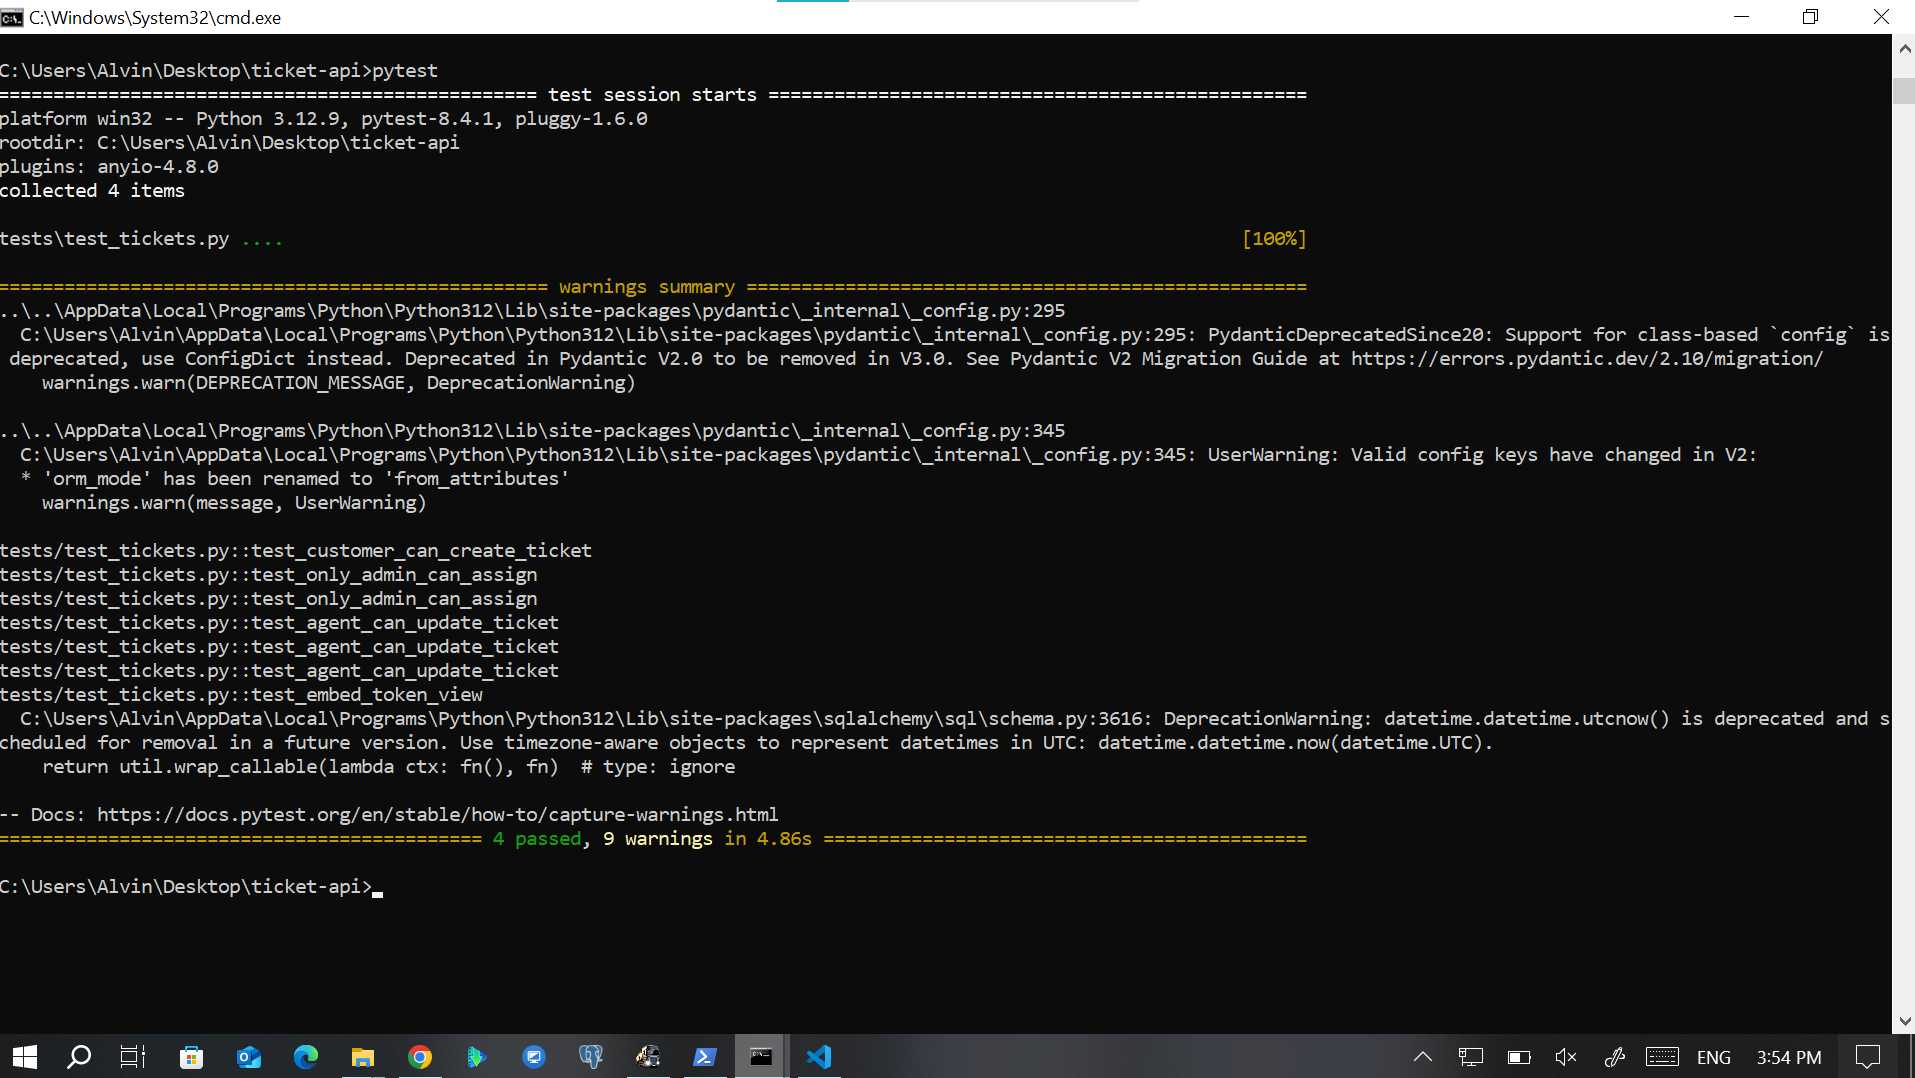 C:\Windows\System32\cmd.exe
C:\Users\Alvin\Desktop\ticket-api>pytest
================================================= test session starts =================================================
platform win32 -- Python 3.12.9, pytest-8.4.1, pluggy-1.6.0
rootdir: C:\Users\Alvin\Desktop\ticket-api
plugins: anyio-4.8.0
collected 4 items
tests\test_tickets.py .... [100%]
================================================== warnings summary ===================================================
..\..\AppData\Local\Programs\Python\Python312\Lib\site-packages\pydantic\_internal\_config.py:295
C:\Users\Alvin\AppData\Local\Programs\Python\Python312\Lib\site-packages\pydantic\_internal\_config.py:295: PydanticDeprecatedSince20: Support for class-based `config` is
deprecated, use ConfigDict instead. Deprecated in Pydantic V2.0 to be removed in V3.0. See Pydantic V2 Migration Guide at https://errors.pydantic.dev/2.10/migration/
warnings.warn(DEPRECATION_MESSAGE, DeprecationWarning)
..\..\AppData\Local\Programs\Python\Python312\Lib\site-packages\pydantic\_internal\_config.py:345
C:\Users\Alvin\AppData\Local\Programs\Python\Python312\Lib\site-packages\pydantic\_internal\_config.py:345: UserWarning: Valid config keys have changed in V2:
* 'orm_mode' has been renamed to 'from_attributes'
warnings.warn(message, UserWarning)
tests/test_tickets.py::test_customer_can_create_ticket
tests/test_tickets.py::test_only_admin_can_assign
tests/test_tickets.py::test_only_admin_can_assign
tests/test_tickets.py::test_agent_can_update_ticket
tests/test_tickets.py::test_agent_can_update_ticket
tests/test_tickets.py::test_agent_can_update_ticket
tests/test_tickets.py::test_embed_token_view
C:\Users\Alvin\AppData\Local\Programs\Python\Python312\Lib\site-packages\sqlalchemy\sql\schema.py:3616: DeprecationWarning: datetime.datetime.utcnow() is deprecated and s
cheduled for removal in a future version. Use timezone-aware objects to represent datetimes in UTC: datetime.datetime.now(datetime.UTC).
return util.wrap_callable(lambda ctx: fn(), fn)  # type: ignore
-- Docs: https://docs.pytest.org/en/stable/how-to/capture-warnings.html
============================================ 4 passed, 9 warnings in 4.86s ============================================
C:\Users\Alvin\Desktop\ticket-api>
ENG 3:54 PM